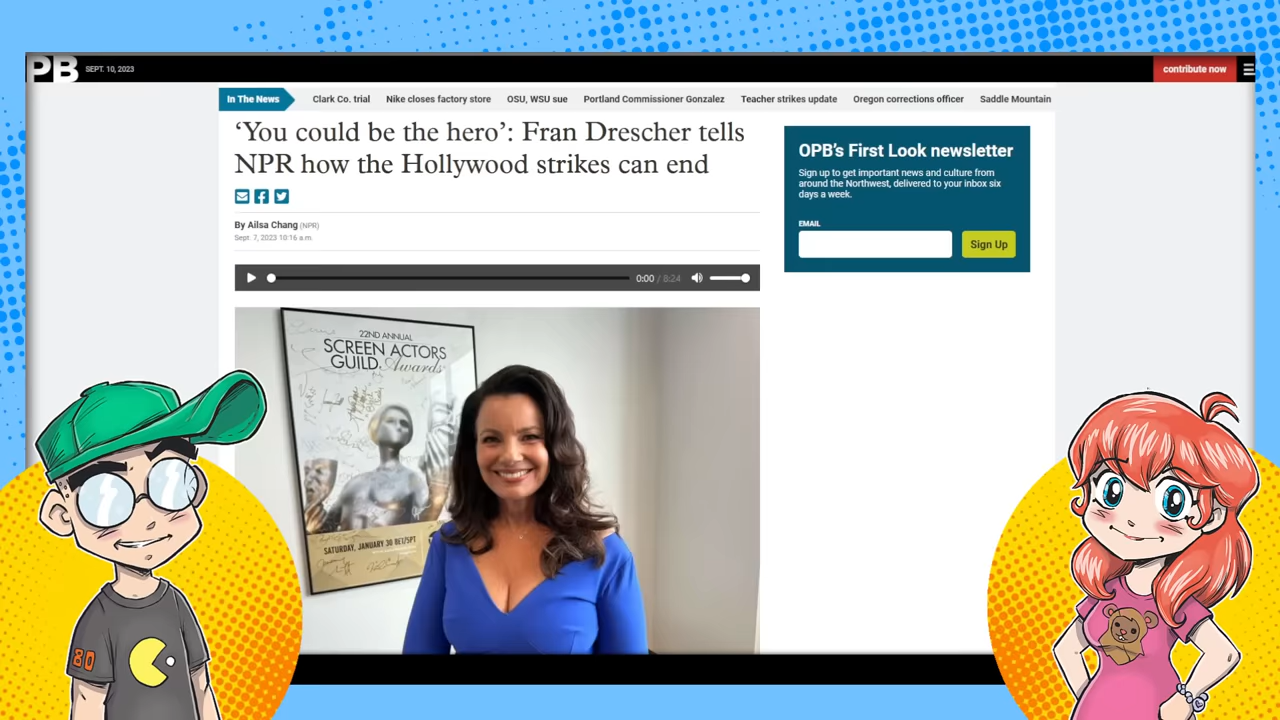 PB
SEPT. 10, 2023
contribute now
In The News
Clark Co. trial
Nike closes factory store
OSU, WSU sue
Portland Commissioner Gonzalez
Teacher strikes update
Oregon corrections officer
Saddle Mountain
‘You could be the hero’: Fran Drescher tells
NPR how the Hollywood strikes can end
By Ailsa Chang (NPR)
Sept. 7, 2023 10:16 a.m.
0:00 / 8:24
OPB’s First Look newsletter
Sign up to get important news and culture from
around the Northwest, delivered to your inbox six
days a week.
EMAIL
Sign Up
22ND ANNUAL
SCREEN ACTORS
GUILD. Awards
SATURDAY, JANUARY 30 8ET/5PT
80